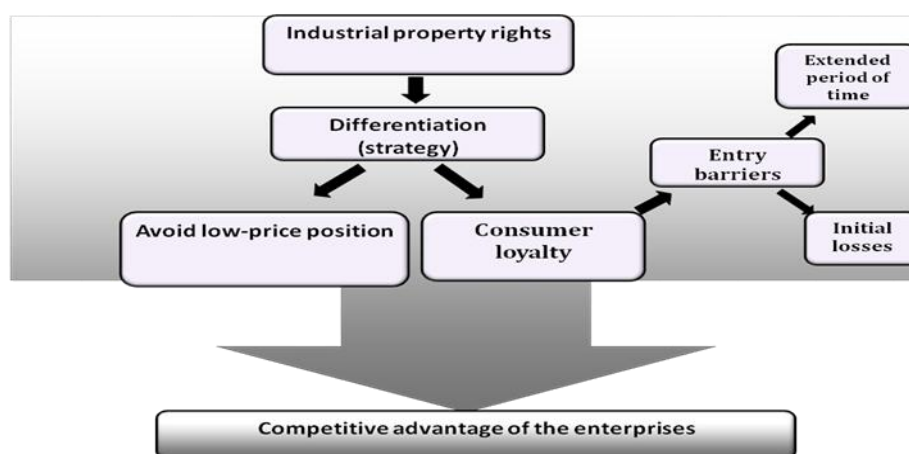 Industrial property rights
Differentiation
(strategy)
Avoid low-price position
Consumer
loyalty
Entry
barriers
Extended
period of
time
Initial
losses
Competitive advantage of the enterprises